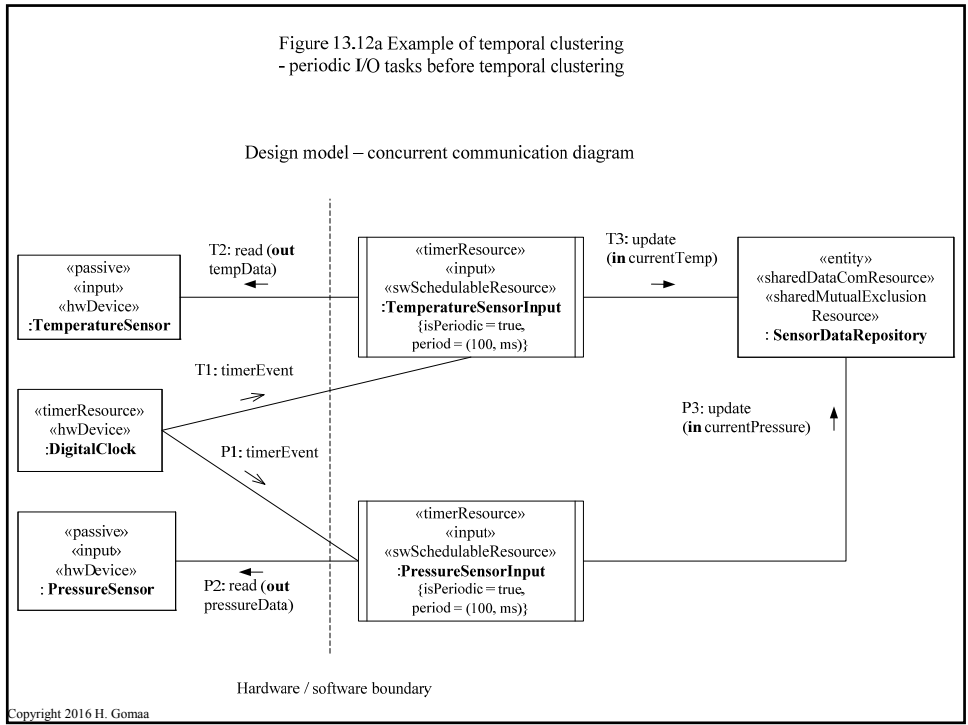 Figure 13.12a Example of temporal clustering
- periodic I/O tasks before temporal clustering
Design model – concurrent communication diagram
T2: read (out
tempData)
«timerResource»
«input»
«swSchedulableResource»
:TemperatureSensorInput
{isPeriodic = true,
period = (100, ms)}
T3: update
(in currentTemp)
«entity»
«sharedDataComResource»
«sharedMutualExclusion
Resource»
: SensorDataRepository
«passive»
«input»
«hwDevice»
:TemperatureSensor
T1: timerEvent
«timerResource»
«hwDevice»
:DigitalClock
P1: timerEvent
P3: update
(in currentPressure)
«passive»
«input»
«hwDevice»
: PressureSensor
P2: read (out
pressureData)
«timerResource»
«input»
«swSchedulableResource»
:PressureSensorInput
{isPeriodic = true,
period = (100, ms)}
Hardware / software boundary
Copyright 2016 H. Gomaa